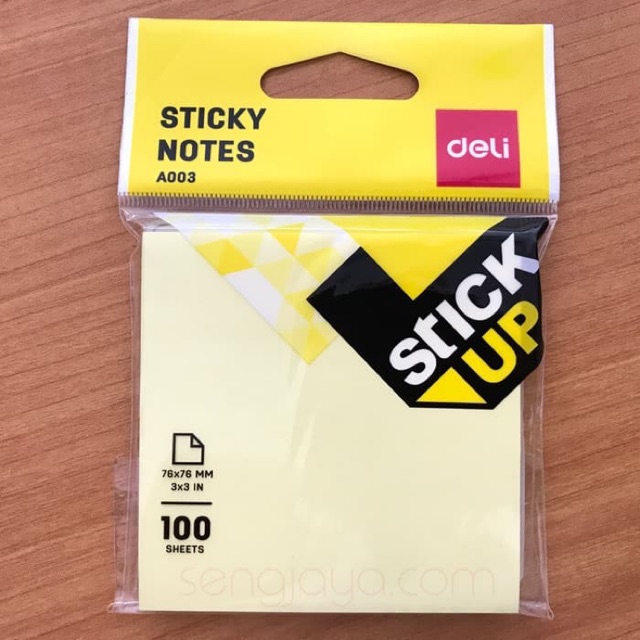 STICKY
NOTES
A003
deli
STICK
UP
76x76 MM
3x3 IN
100
SHEETS
sengjaya.com